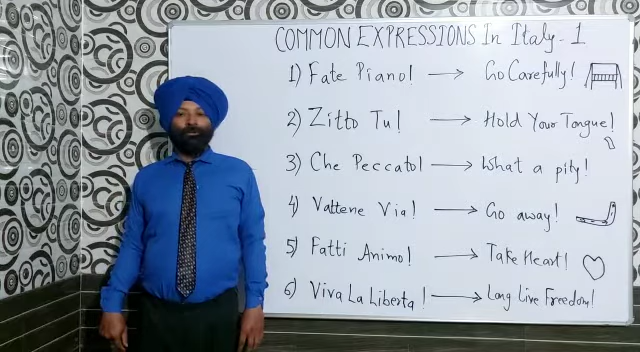 COMMON EXPRESSIONS In Italy-1
1) Fate Piano! → Go Carefully!
2) Zitto Tu! → Hold Your Tongue!
3) Che Peccato! → What a pity!
4) Vattene Via! → Go away!
5) Fatti Animo! → Take Heart!
6) Viva La Liberta! → Long Live Freedom!